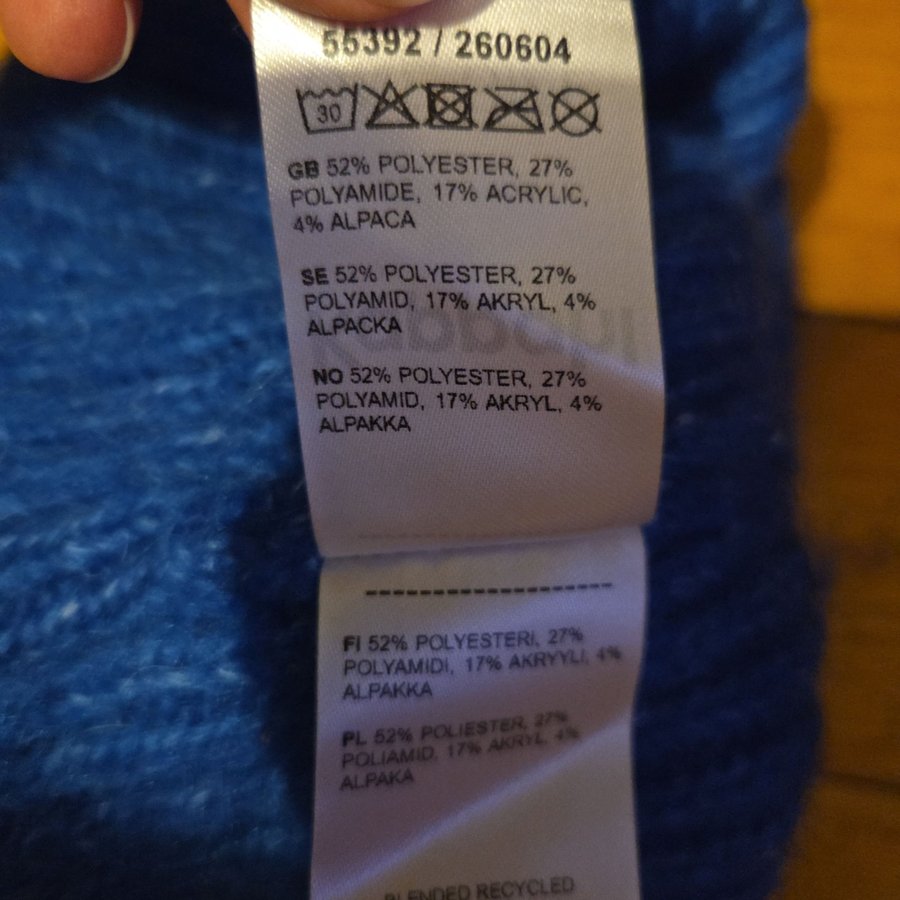 55392 / 260604
30
GB 52% POLYESTER, 27%
POLYAMIDE, 17% ACRYLIC,
4% ALPACA
SE 52% POLYESTER, 27%
POLYAMID, 17% AKRYL, 4%
ALPACKA
NO 52% POLYESTER, 27%
POLYAMID, 17% AKRYL, 4%
ALPAKKA
FI 52% POLYESTERI, 27%
POLYAMIDI, 17% AKRYYLI, 4%
ALPAKKA
PL 52% POLIESTER, 27%
POLIAMID, 17% AKRYL, 4%
ALPAKA
BLENDED RECYCLED